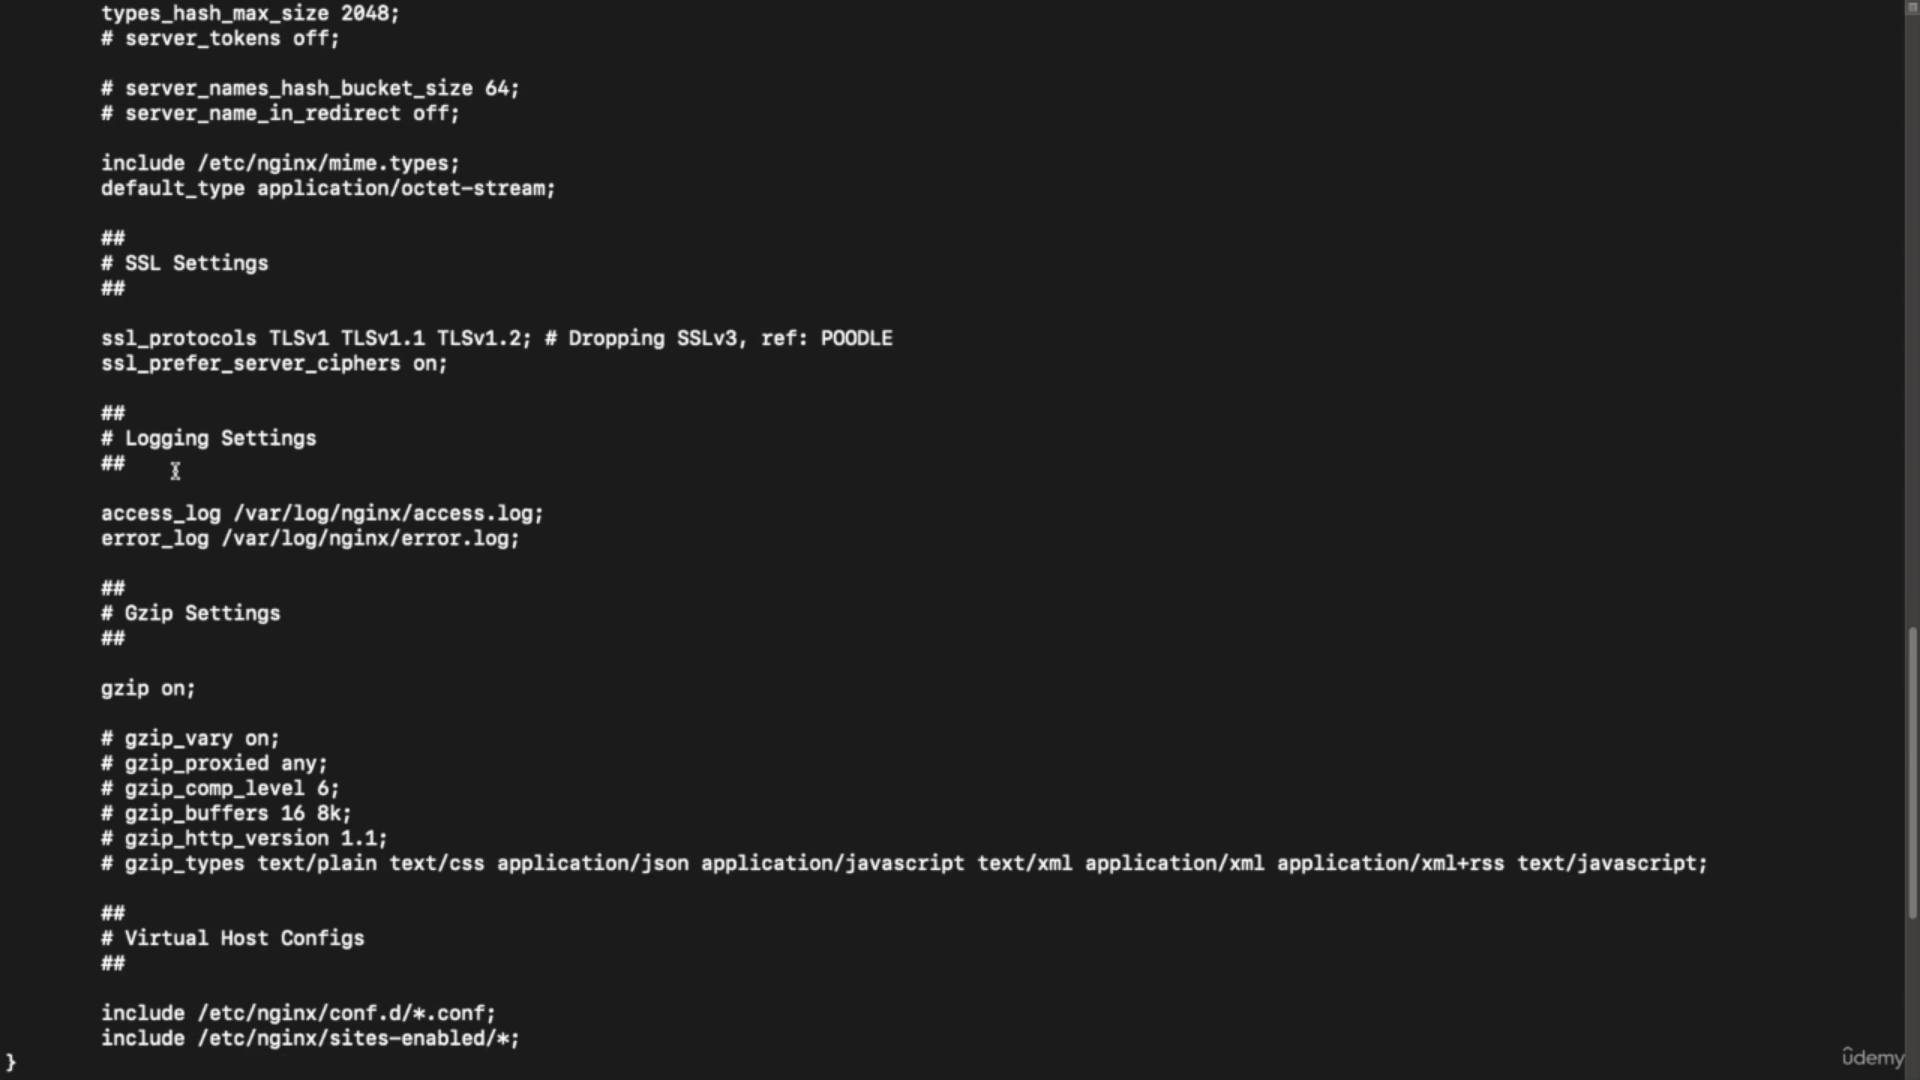 types_hash_max_size 2048;
# server_tokens off;
# server_names_hash_bucket_size 64;
# server_name_in_redirect off;
include /etc/nginx/mime.types;
default_type application/octet-stream;
##
# SSL Settings
##
ssl_protocols TLSv1 TLSv1.1 TLSv1.2; # Dropping SSLv3, ref: POODLE
ssl_prefer_server_ciphers on;
##
# Logging Settings
##
access_log /var/log/nginx/access.log;
error_log /var/log/nginx/error.log;
##
# Gzip Settings
##
gzip on;
# gzip_vary on;
# gzip_proxied any;
# gzip_comp_level 6;
# gzip_buffers 16 8k;
# gzip_http_version 1.1;
# gzip_types text/plain text/css application/json application/javascript text/xml application/xml application/xml+rss text/javascript;
##
# Virtual Host Configs
##
include /etc/nginx/conf.d/*.conf;
include /etc/nginx/sites-enabled/*;
}
ûdemy